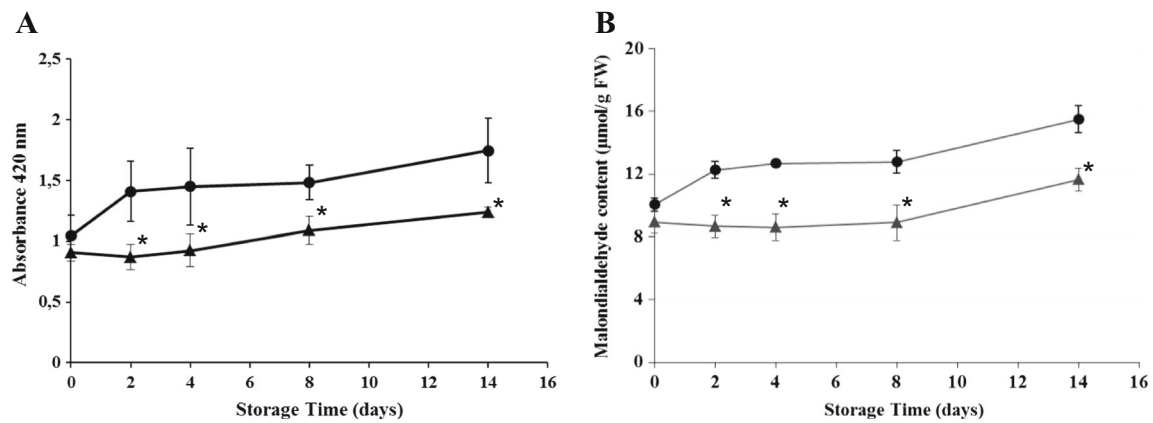 A
Absorbance 420 nm
2,5
2
1,5
1
0,5
0
*
*
*
*
0 2 4 6 8 10 12 14 16
Storage Time (days)
B
Malondialdehyde content (µmol/g FW)
20
16
12
8
4
0
*
*
*
*
0 2 4 6 8 10 12 14 16
Storage Time (days)